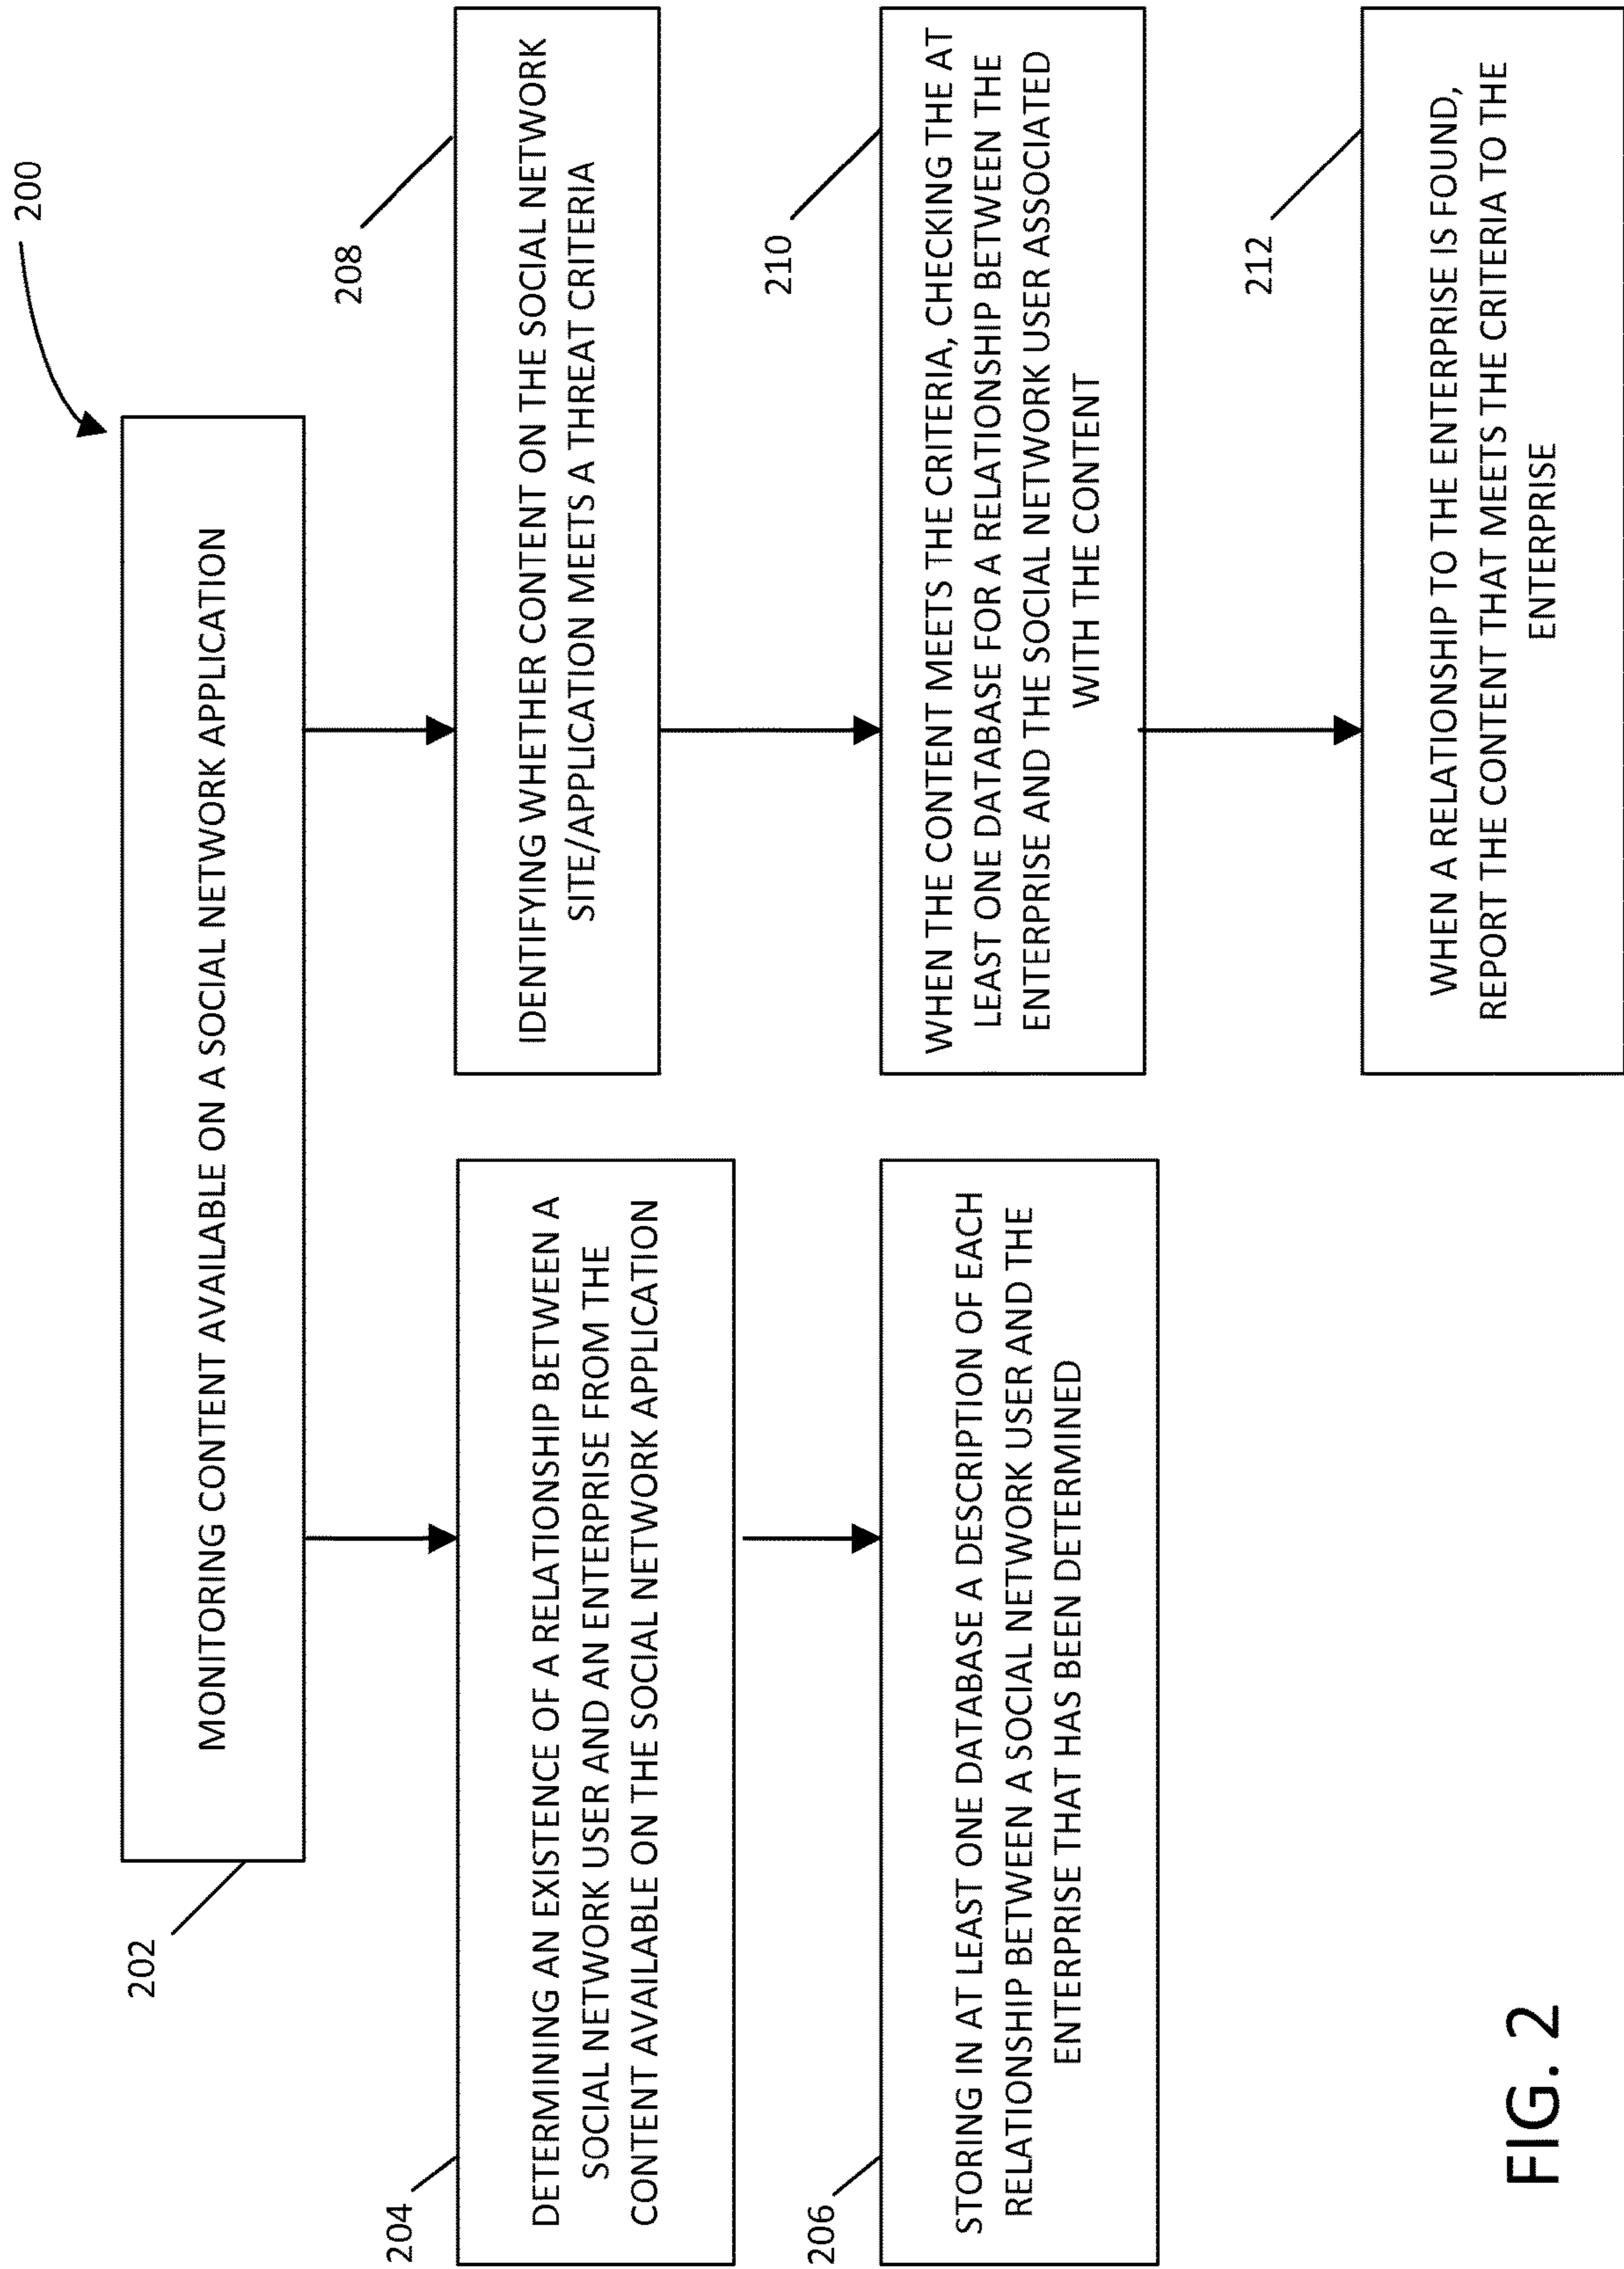 200
202
MONITORING CONTENT AVAILABLE ON A SOCIAL NETWORK APPLICATION
204
DETERMINING AN EXISTENCE OF A RELATIONSHIP BETWEEN A
SOCIAL NETWORK USER AND AN ENTERPRISE FROM THE
CONTENT AVAILABLE ON THE SOCIAL NETWORK APPLICATION
206
STORING IN AT LEAST ONE DATABASE A DESCRIPTION OF EACH
RELATIONSHIP BETWEEN A SOCIAL NETWORK USER AND THE
ENTERPRISE THAT HAS BEEN DETERMINED
208
IDENTIFYING WHETHER CONTENT ON THE SOCIAL NETWORK
SITE/APPLICATION MEETS A THREAT CRITERIA
210
WHEN THE CONTENT MEETS THE CRITERIA, CHECKING THE AT
LEAST ONE DATABASE FOR A RELATIONSHIP BETWEEN THE
ENTERPRISE AND THE SOCIAL NETWORK USER ASSOCIATED
WITH THE CONTENT
212
WHEN A RELATIONSHIP TO THE ENTERPRISE IS FOUND,
REPORT THE CONTENT THAT MEETS THE CRITERIA TO THE
ENTERPRISE
FIG. 2